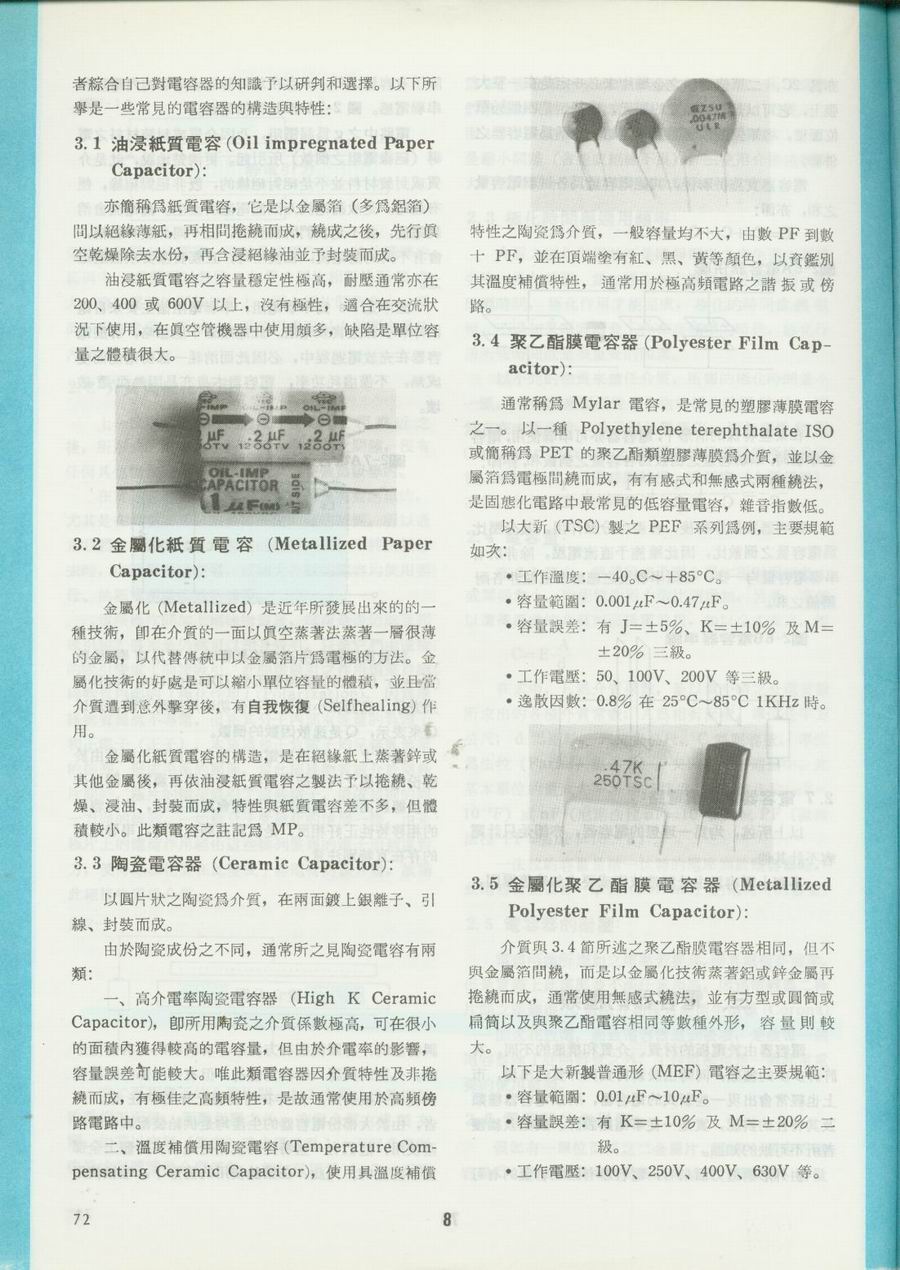 者綜合自己對電容器的知識予以研判和選擇。以下所
舉是一些常見的電容器的構造與特性：
3.1 油浸紙質電容 (Oil impregnated Paper
Capacitor)：
亦簡稱爲紙質電容，它是以金屬箔（多爲鋁箔）
間以絕緣薄紙，再相間捲繞而成，繞成之後，先行眞
空乾燥除去水份，再含浸絕緣油並予封裝而成。
油浸紙質電容之容量穩定性極高，耐壓通常亦在
200、400 或 600V 以上，沒有極性，適合在交流狀
況下使用，在眞空管機器中使用頗多，缺陷是單位容
量之體積很大。
OIL-IMP
.2 µF .2 µF
1200TV 1200TV
OIL-IMP
CAPACITOR
1 µF(M)
3.2 金屬化紙質電容 (Metallized Paper
Capacitor)：
金屬化 (Metallized) 是近年所發展出來的的一
種技術，卽在介質的一面以眞空蒸著法蒸著一層很薄
的金屬，以代替傳統中以金屬箔片爲電極的方法。金
屬化技術的好處是可以縮小單位容量的體積，並且當
介質遭到意外擊穿後，有自我恢復 (Selfhealing) 作
用。
金屬化紙質電容的構造，是在絕緣紙上蒸著鋅或
其他金屬後，再依油浸紙質電容之製法予以捲繞、乾
燥、浸油、封裝而成，特性與紙質電容差不多，但體
積較小。此類電容之註記爲 MP。
3.3 陶瓷電容器 (Ceramic Capacitor)：
以圓片狀之陶瓷爲介質，在兩面鍍上銀離子、引
線、封裝而成。
由於陶瓷成份之不同，通常所之見陶瓷電容有兩
類：
一、高介電率陶瓷電容器 (High K Ceramic
Capacitor)，卽所用陶瓷之介質係數極高，可在很小
的面積內獲得較高的電容量，但由於介電率的影響，
容量誤差可能較大。唯此類電容器因介質特性及非捲
繞而成，有極佳之高頻特性，是故通常使用於高頻傍
路電路中。
二、溫度補償用陶瓷電容 (Temperature Com-
pensating Ceramic Capacitor)，使用具溫度補償
Z5U
.0047M
特性之陶瓷爲介質，一般容量均不大，由數 PF 到數
十 PF，並在頂端塗有紅、黑、黃等顏色，以資鑑別
其溫度補償特性，通常用於極高頻電路之諧振或傍
路。
3.4 聚乙酯膜電容器 (Polyester Film Cap-
acitor)：
通常稱爲 Mylar 電容，是常見的塑膠薄膜電容
之一。以一種 Polyethylene terephthalate ISO
或簡稱爲 PET 的聚乙酯類塑膠薄膜爲介質，並以金
屬箔爲電極間繞而成，有有感式和無感式兩種繞法，
是固態化電路中最常見的低容量電容，雜音指數低。
以大新 (TSC) 製之 PEF 系列爲例，主要規範
如次：
•工作溫度：－40。C～＋85°C。
•容量範圍：0.001µF～0.47µF。
•容量誤差：有 J=±5%、K=±10% 及 M=
±20% 三級。
•工作電壓：50、100V、200V 等三級。
•逸散因數：0.8% 在 25°C～85°C 1KHz 時。
.47K
250TSC
3.5 金屬化聚乙酯膜電容器 (Metallized
Polyester Film Capacitor)：
介質與 3.4 節所述之聚乙酯膜電容器相同，但不
與金屬箔間繞，而是以金屬化技術蒸著鋁或鋅金屬再
捲繞而成，通常使用無感式繞法，並有方型或圓筒或
扁筒以及與聚乙酯電容相同等數種外形，容量則較
大。
以下是大新製普通形 (MEF) 電容之主要規範：
•容量範圍：0.01µF～10µF。
•容量誤差：有 K=±10% 及 M=±20% 二
級。
•工作電壓：100V、250V、400V、630V 等。
72
8